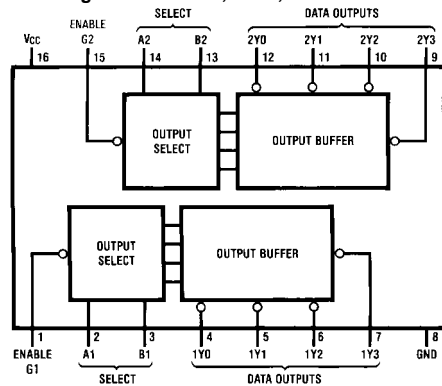 ENABLE SELECT DATA OUTPUTS
VCC G2 A2 B2 2Y0 2Y1 2Y2 2Y3
16 15 14 13 12 11 10 9
OUTPUT
SELECT
OUTPUT BUFFER
OUTPUT
SELECT
OUTPUT BUFFER
1 2 3 4 5 6 7 8
ENABLE A1 B1 1Y0 1Y1 1Y2 1Y3 GND
G1 SELECT DATA OUTPUTS